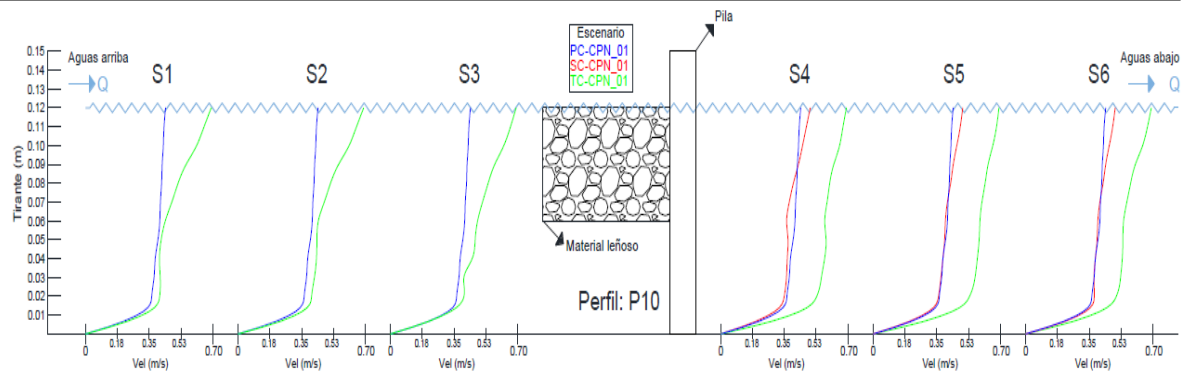 Pila
Escenario
PC-CPN_01
SC-CPN_01
TC-CPN_01
Aguas arriba
Q
S1
S2
S3
S4
S5
S6
Aguas abajo
Q
Tirante (m)
0.15
0.14
0.13
0.12
0.11
0.10
0.09
0.08
0.07
0.06
0.05
0.04
0.03
0.02
0.01
Material leñoso
Perfil: P10
0 0.18 0.35 0.53 0.70
Vel (m/s)
0 0.18 0.35 0.53 0.70
Vel (m/s)
0 0.18 0.35 0.53 0.70
Vel (m/s)
0 0.18 0.35 0.53 0.70
Vel (m/s)
0 0.18 0.35 0.53 0.70
Vel (m/s)
0 0.18 0.35 0.53 0.70
Vel (m/s)